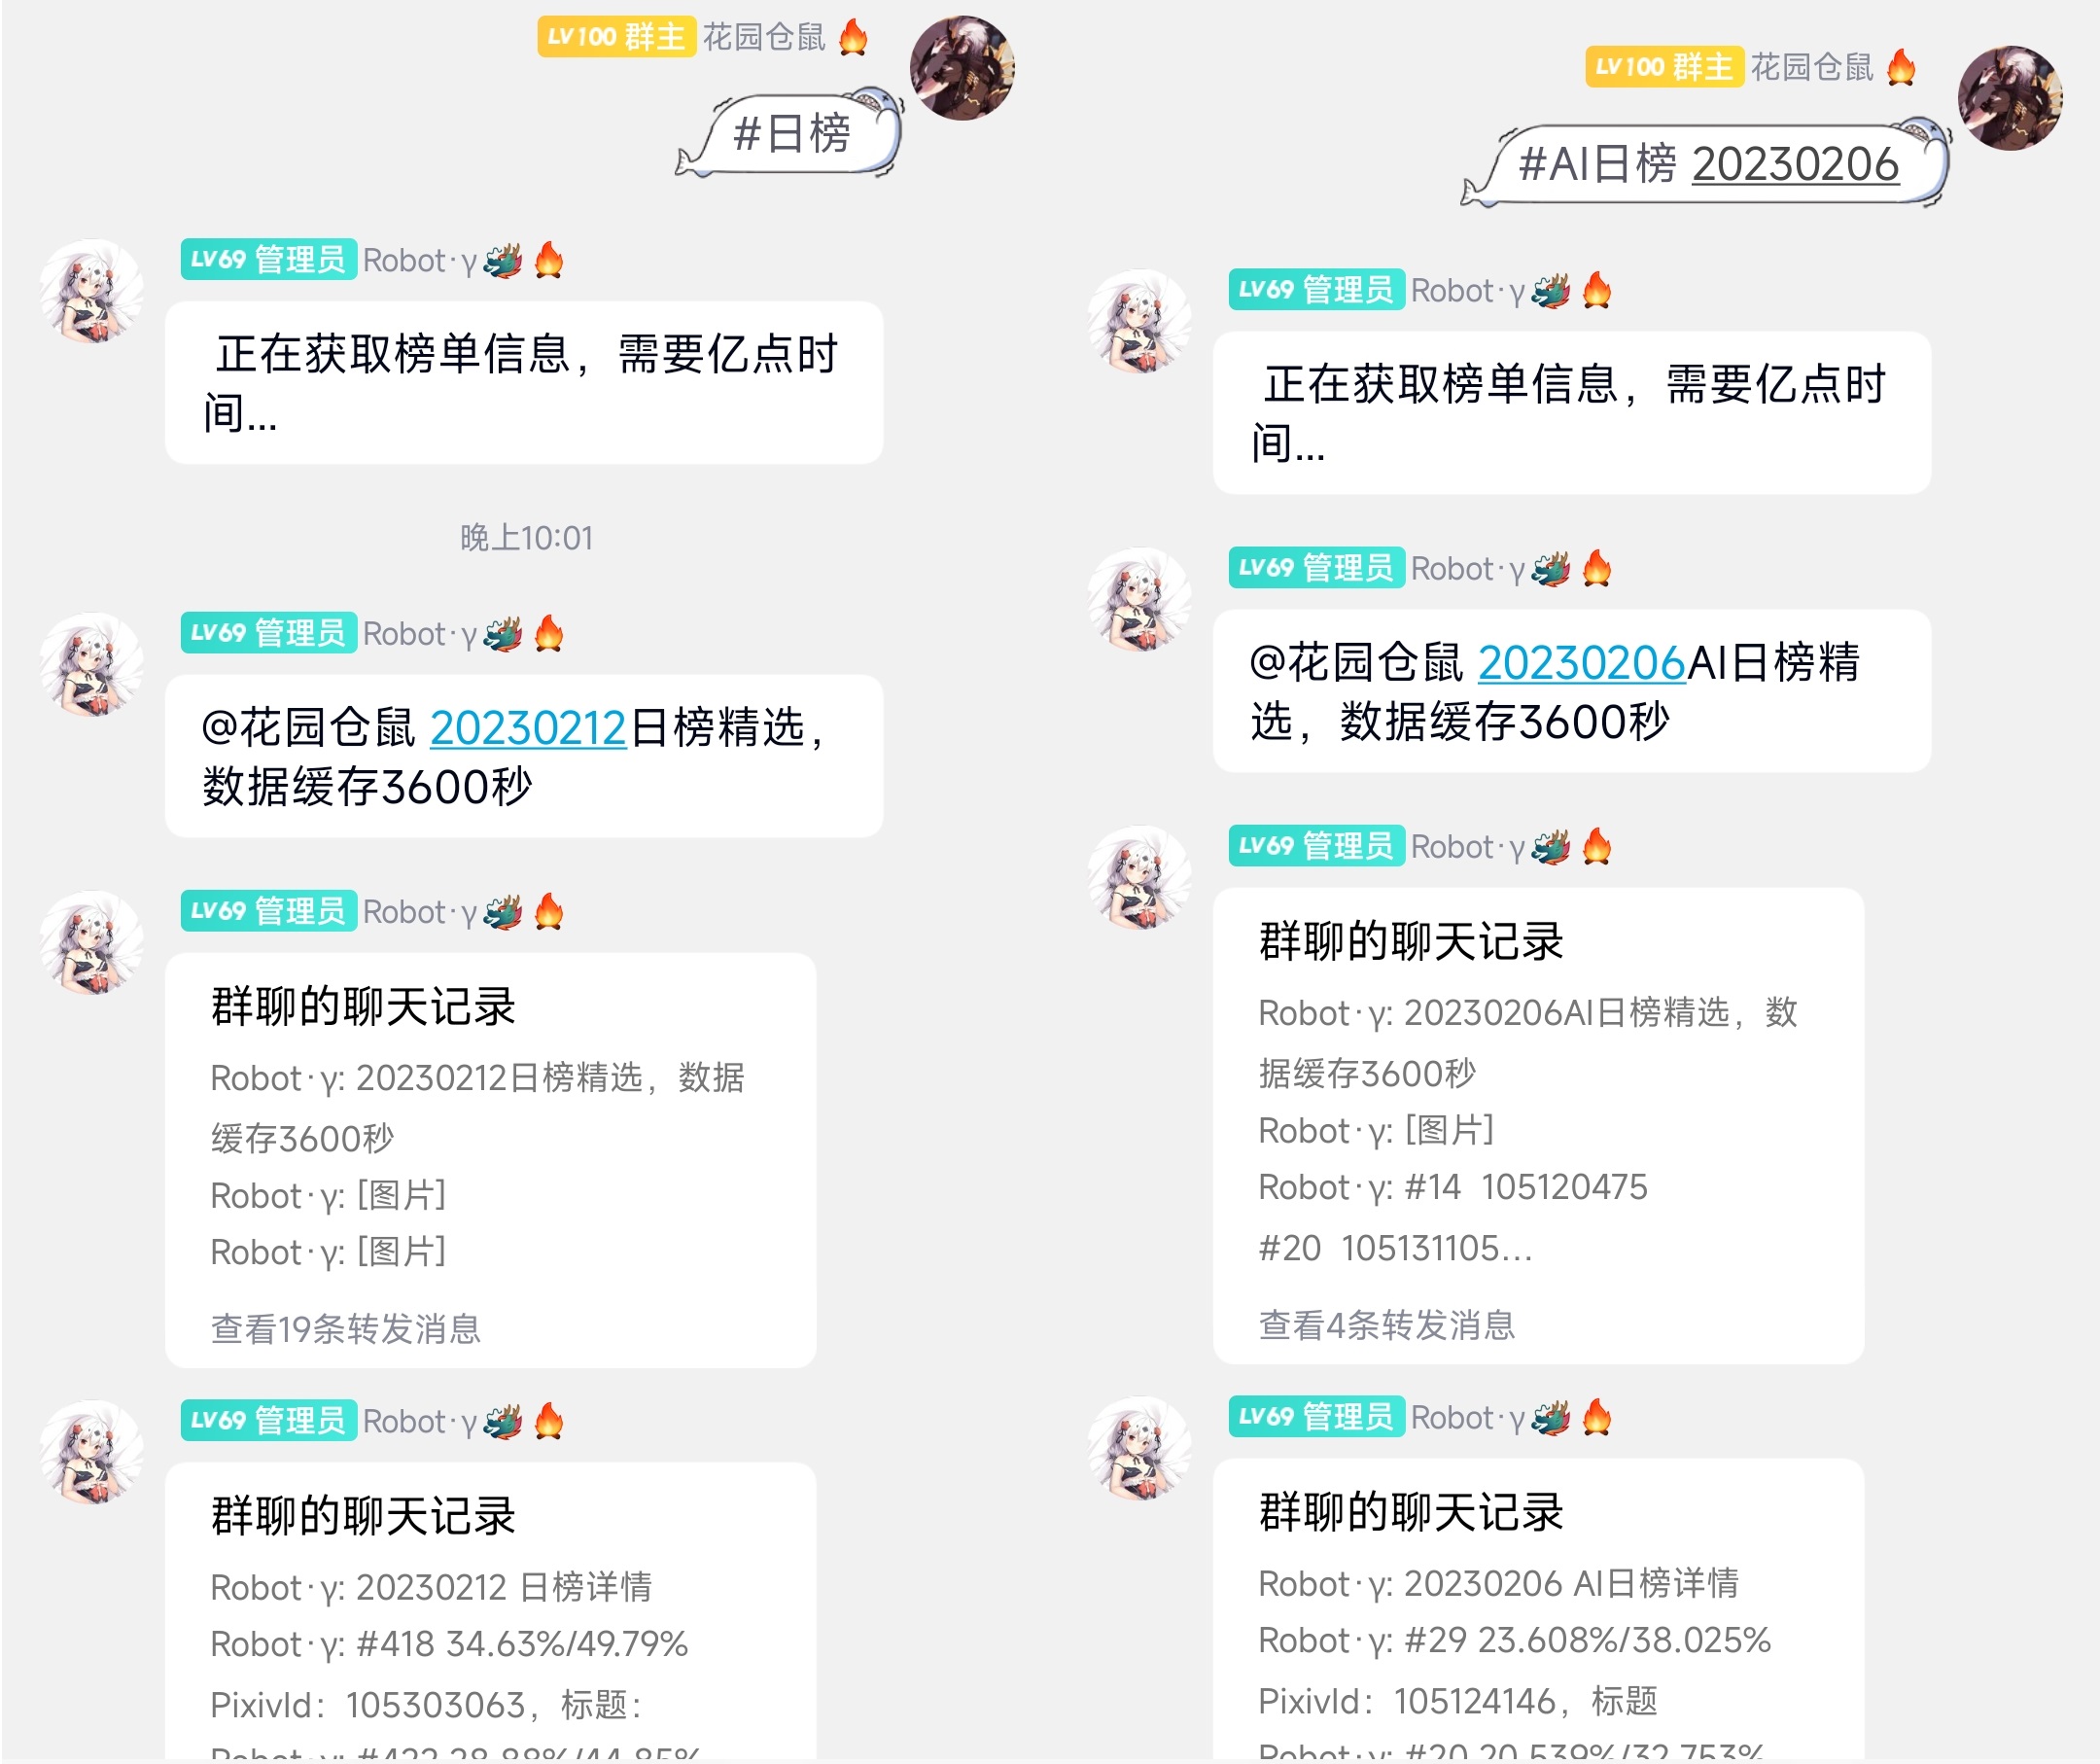 LV100 群主 花园仓鼠
#日榜
LV69 管理员 Robot·γ
正在获取榜单信息，需要亿点时
间...
晚上10:01
LV69 管理员 Robot·γ
@花园仓鼠 20230212日榜精选，
数据缓存3600秒
LV69 管理员 Robot·γ
群聊的聊天记录
Robot·γ: 20230212日榜精选，数据
缓存3600秒
Robot·γ: [图片]
Robot·γ: [图片]
查看19条转发消息
LV69 管理员 Robot·γ
群聊的聊天记录
Robot·γ: 20230212 日榜详情
Robot·γ: #418 34.63%/49.79%
PixivId：105303063，标题：
Robot·γ: #422 28.88%/44.85%
LV100 群主 花园仓鼠
#AI日榜 20230206
LV69 管理员 Robot·γ
正在获取榜单信息，需要亿点时
间...
LV69 管理员 Robot·γ
@花园仓鼠 20230206AI日榜精
选，数据缓存3600秒
LV69 管理员 Robot·γ
群聊的聊天记录
Robot·γ: 20230206AI日榜精选，数
据缓存3600秒
Robot·γ: [图片]
Robot·γ: #14 105120475
#20 105131105...
查看4条转发消息
LV69 管理员 Robot·γ
群聊的聊天记录
Robot·γ: 20230206 AI日榜详情
Robot·γ: #29 23.608%/38.025%
PixivId：105124146，标题
Robot·γ: #20 20.539%/32.753%